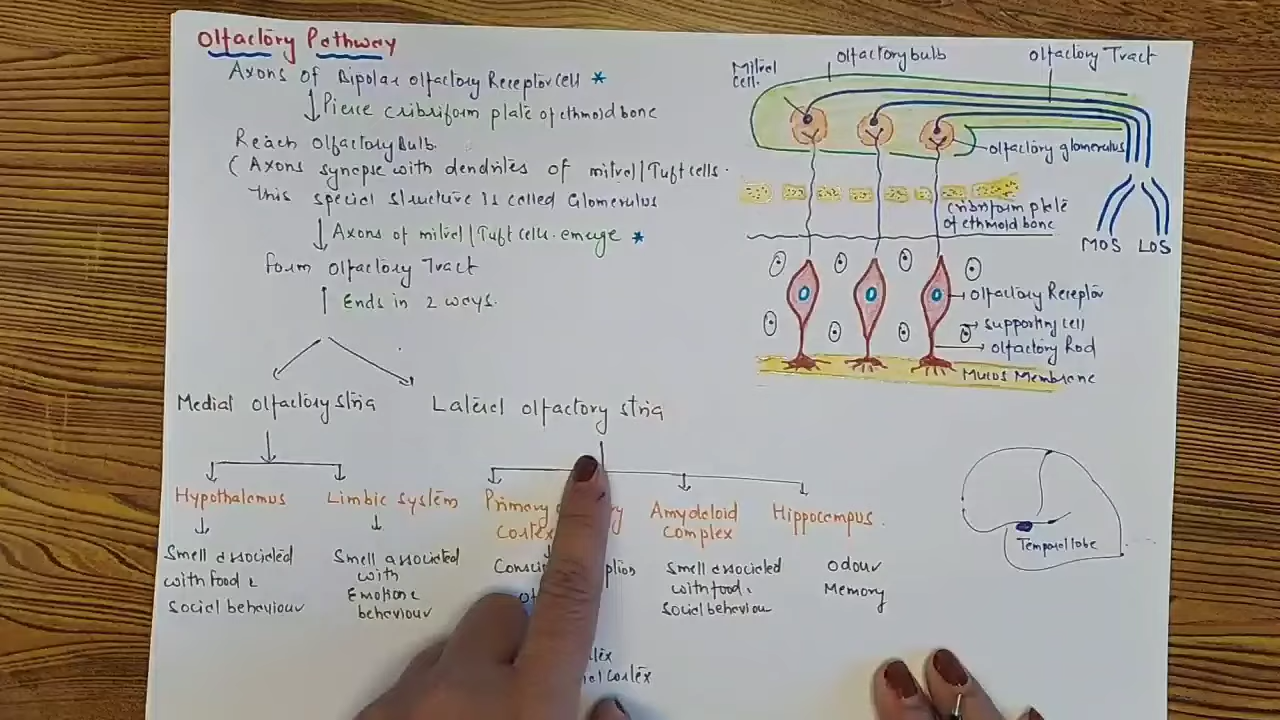 Olfactory Pathway
Axons of Bipolar olfactory Receptor cell *
Pierce cribriform plate of ethmoid bone
Reach olfactory Bulb.
(Axons synapse with dendrites of mitral/Tuft cells.
This special structure is called Glomerulus
Axons of mitral/Tuft cells emerge *
Form olfactory Tract
Ends in 2 ways.
Medial olfactory stria
Lateral olfactory stria
Hypothalamus
Smell associated
with food &
social behaviour
Limbic system
Smell associated
with
Emotion &
behaviour
Primary
Cortex
Amydeloid
Complex
Smell associated
with food &
social behaviour
Hippocampus.
odour
Memory
Mitral
cell.
olfactory bulb
olfactory Tract
olfactory glomerulus
cribriform plate
of ethmoid bone
MOS LOS
olfactory Receptor
supporting cell
olfactory Rod
Mucos Membrane
Temporal lobe